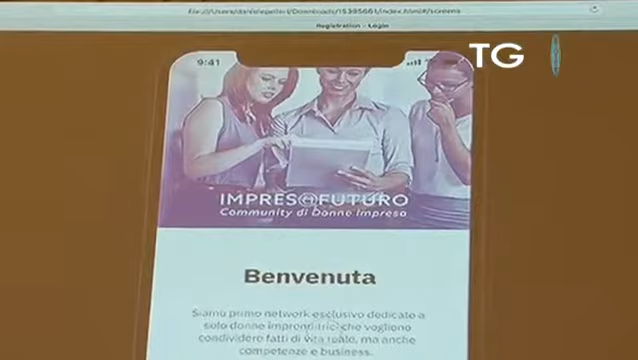 Registration - Login
TG
9:41
IMPRES@FUTURO
Community di Donne Impresa
Benvenuta
Siamo primo network esclusivo dedicato a
solo donne imprenditrici che vogliono
condividere fatti di vita reale, ma anche
competenze e business.